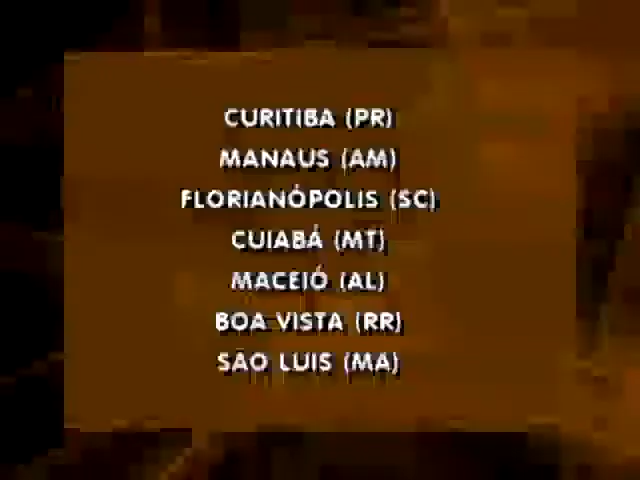 CURITIBA (PR)
MANAUS (AM)
FLORIANÓPOLIS (SC)
CUIABÁ (MT)
MACEIÓ (AL)
BOA VISTA (RR)
SÃO LUIS (MA)